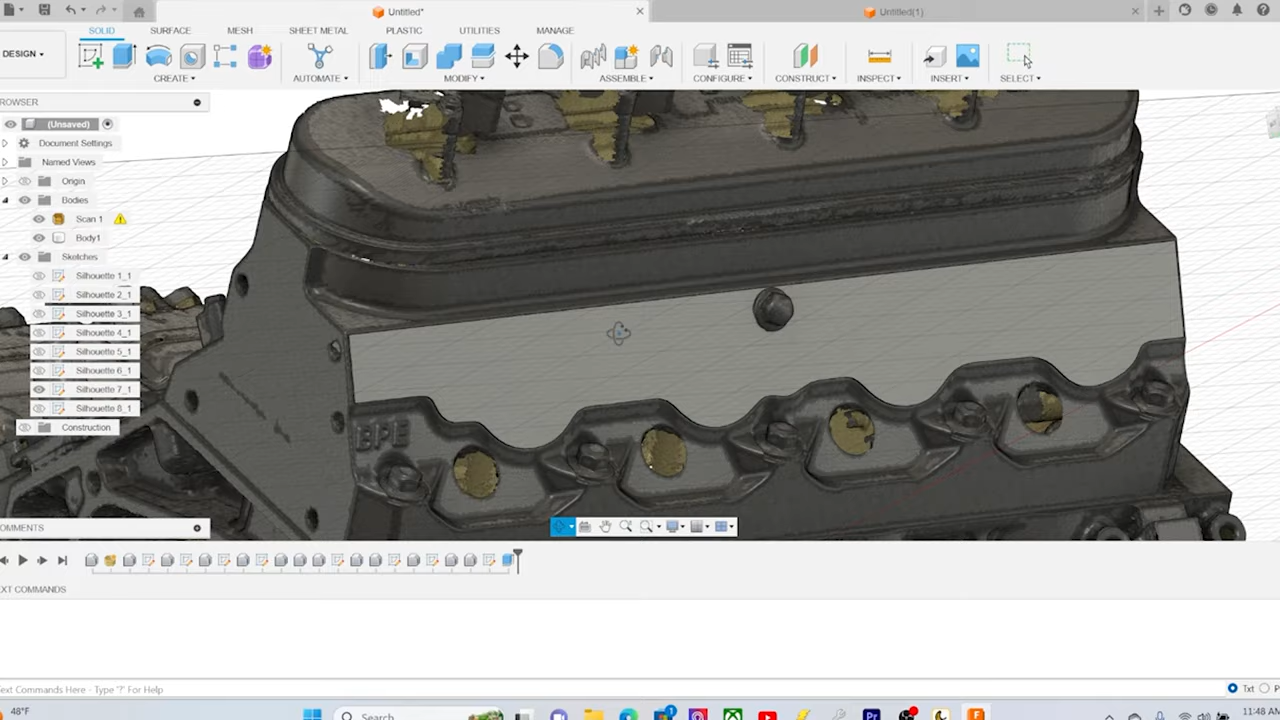 Untitled*
Untitled(1)
DESIGN
SOLID
SURFACE
MESH
SHEET METAL
PLASTIC
UTILITIES
MANAGE
CREATE
AUTOMATE
MODIFY
ASSEMBLE
CONFIGURE
CONSTRUCT
INSPECT
INSERT
SELECT
ROWSER
(Unsaved)
Document Settings
Named Views
Origin
Bodies
Scan 1
Body1
Sketches
Silhouette 1_1
Silhouette 2_1
Silhouette 3_1
Silhouette 4_1
Silhouette 5_1
Silhouette 6_1
Silhouette 7_1
Silhouette 8_1
Construction
BPE
OMMENTS
EXT COMMANDS
Text Commands Here - Type '?' For Help
Txt
P
48°F
Search
11:48 AM